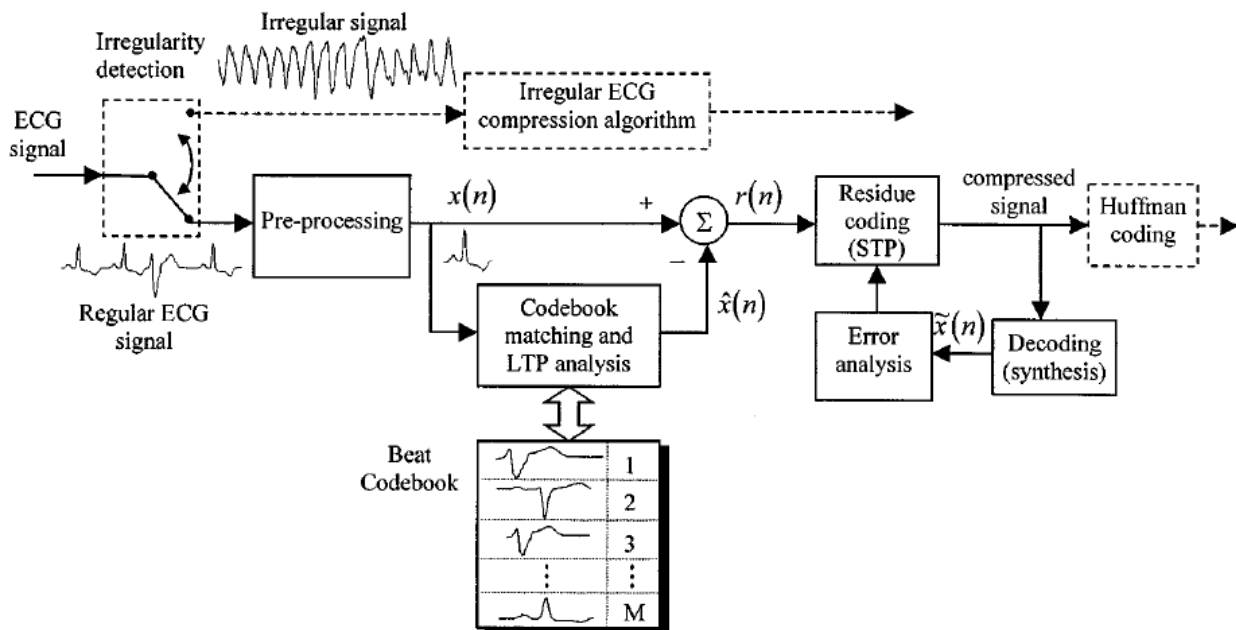 Irregular signal
Irregularity
detection
Irregular ECG
compression algorithm
ECG
signal
Pre-processing
x(n)
+
Σ
−
r(n)
Residue
coding
(STP)
compressed
signal
Huffman
coding
Regular ECG
signal
Codebook
matching and
LTP analysis
x̂(n)
Error
analysis
x̃(n)
Decoding
(synthesis)
Beat
Codebook
1
2
3
⋮ ⋮
M